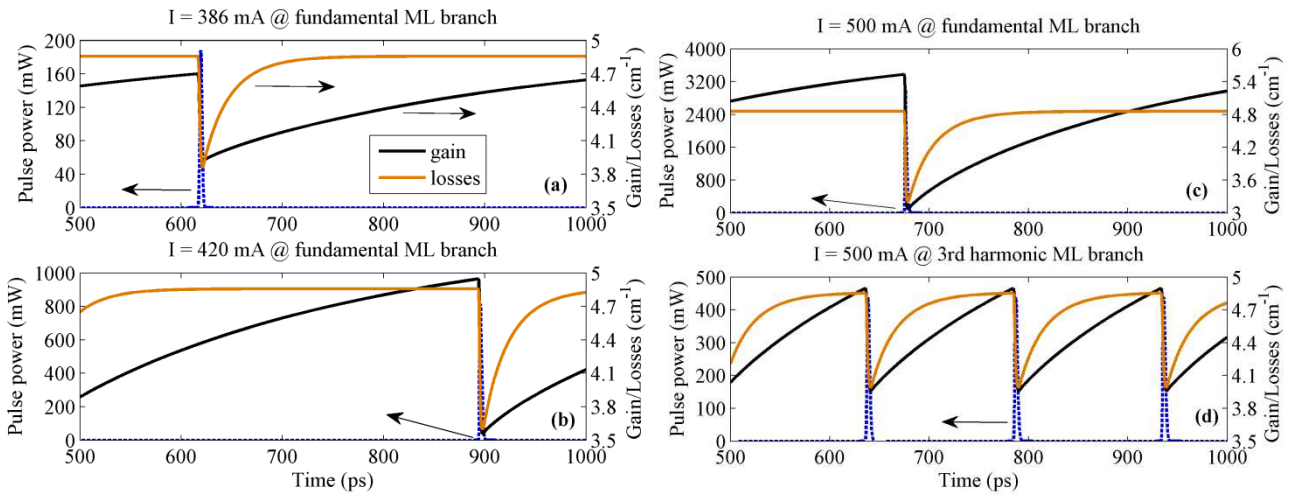 I = 386 mA @ fundamental ML branch
Pulse power (mW)
200
160
120
80
40
0
5
4.7
4.4
4.1
3.8
3.5
Gain/Losses (cm⁻¹)
gain
losses
(a)
500 600 700 800 900 1000
I = 420 mA @ fundamental ML branch
Pulse power (mW)
1000
800
600
400
200
0
5
4.7
4.4
4.1
3.8
3.5
Gain/Losses (cm⁻¹)
(b)
500 600 700 800 900 1000
Time (ps)
I = 500 mA @ fundamental ML branch
Pulse power (mW)
4000
3200
2400
1600
800
0
6
5.4
4.8
4.2
3.6
3
Gain/Losses (cm⁻¹)
(c)
500 600 700 800 900 1000
I = 500 mA @ 3rd harmonic ML branch
Pulse power (mW)
500
400
300
200
100
0
5
4.7
4.4
4.1
3.8
3.5
Gain/Losses (cm⁻¹)
(d)
500 600 700 800 900 1000
Time (ps)